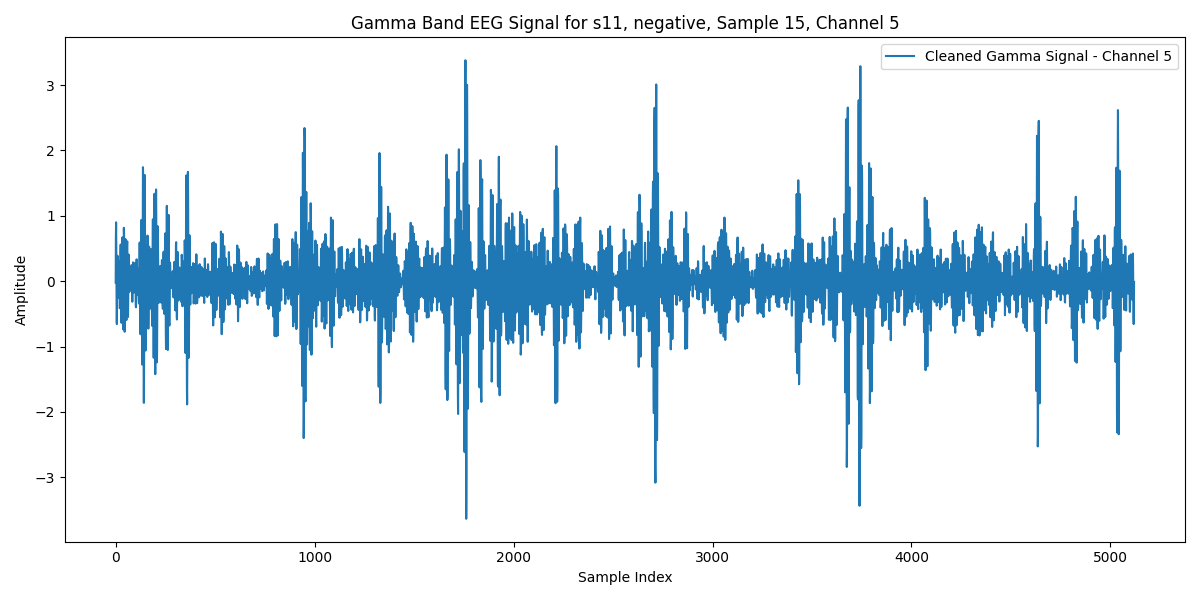 Gamma Band EEG Signal for s11, negative, Sample 15, Channel 5
Cleaned Gamma Signal - Channel 5
Amplitude
3
2
1
0
−1
−2
−3
0 1000 2000 3000 4000 5000
Sample Index